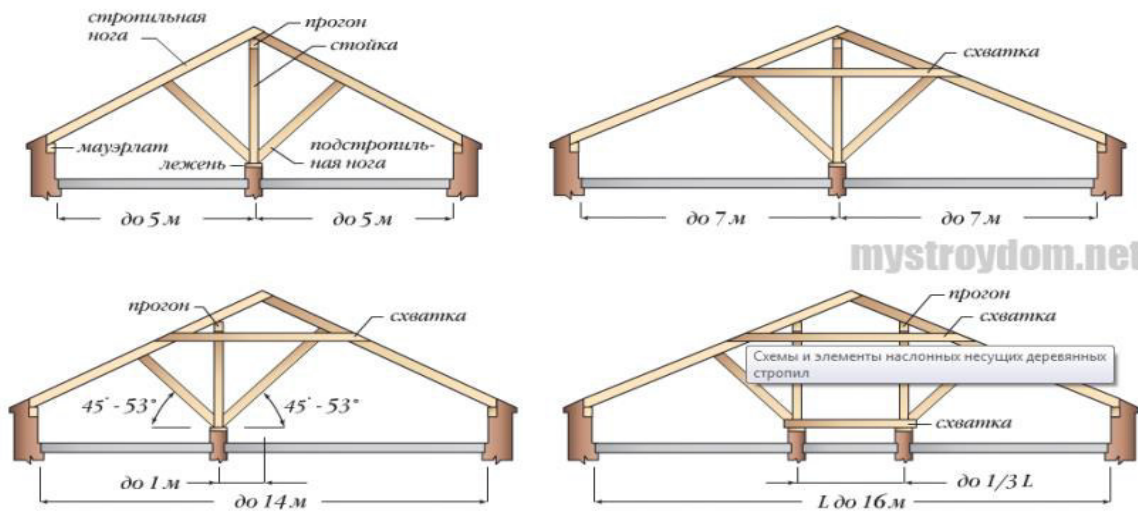 стропильная
нога
прогон
стойка
мауэрлат
лежень
подстропиль-
ная нога
до 5 м
до 5 м
схватка
до 7 м
до 7 м
mystroydom.net
прогон
схватка
45° - 53°
45° - 53°
до 1 м
до 14 м
прогон
схватка
Схемы и элементы наслонных несущих деревянных
стропил
схватка
до 1/3 L
L до 16 м